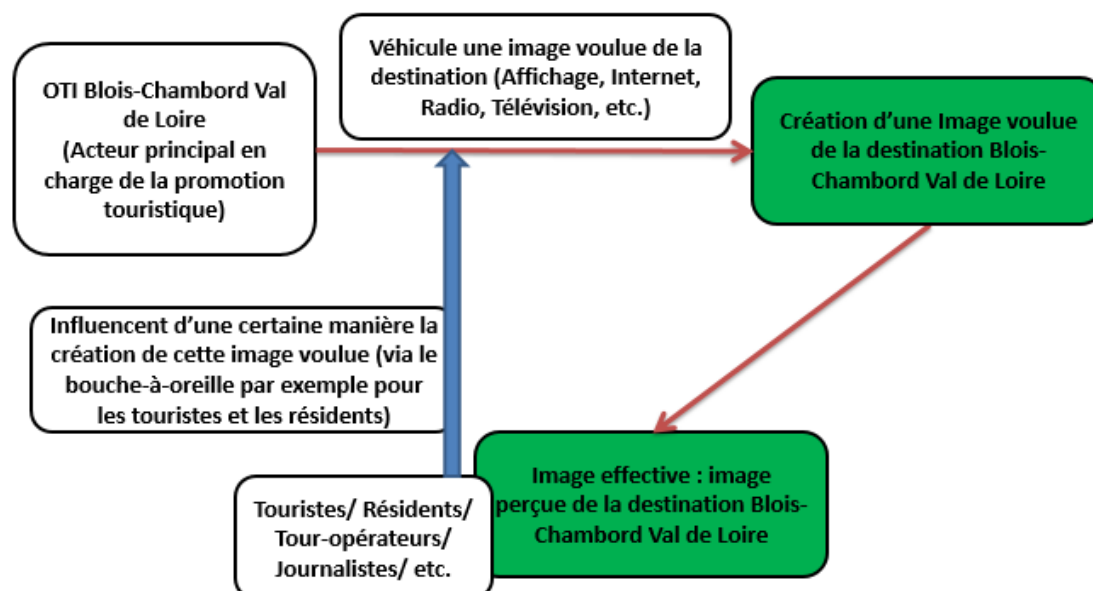 OTI Blois-Chambord Val
de Loire
(Acteur principal en
charge de la promotion
touristique)
Véhicule une image voulue de la
destination (Affichage, Internet,
Radio, Télévision, etc.)
Création d’une Image voulue
de la destination Blois-
Chambord Val de Loire
Influencent d’une certaine manière la
création de cette image voulue (via le
bouche-à-oreille par exemple pour
les touristes et les résidents)
Touristes/ Résidents/
Tour-opérateurs/
Journalistes/ etc.
Image effective : image
perçue de la destination Blois-
Chambord Val de Loire